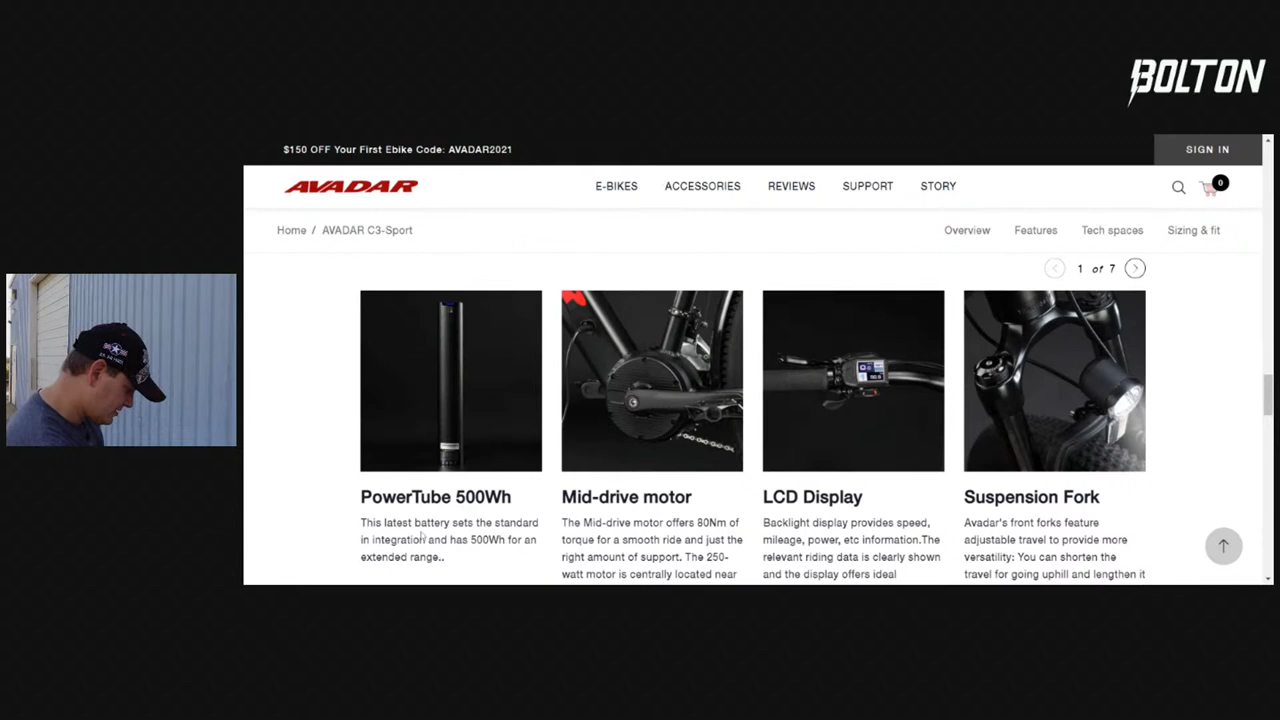 BOLTON
$150 OFF Your First Ebike Code: AVADAR2021
SIGN IN
AVADAR
E-BIKES
ACCESSORIES
REVIEWS
SUPPORT
STORY
0
Home / AVADAR C3-Sport
Overview
Features
Tech spaces
Sizing & fit
1 of 7
PowerTube 500Wh
This latest battery sets the standard
in integration and has 500Wh for an
extended range..
Mid-drive motor
The Mid-drive motor offers 80Nm of
torque for a smooth ride and just the
right amount of support. The 250-
watt motor is centrally located near
LCD Display
Backlight display provides speed,
mileage, power, etc information.The
relevant riding data is clearly shown
and the display offers ideal
Suspension Fork
Avadar's front forks feature
adjustable travel to provide more
versatility: You can shorten the
travel for going uphill and lengthen it